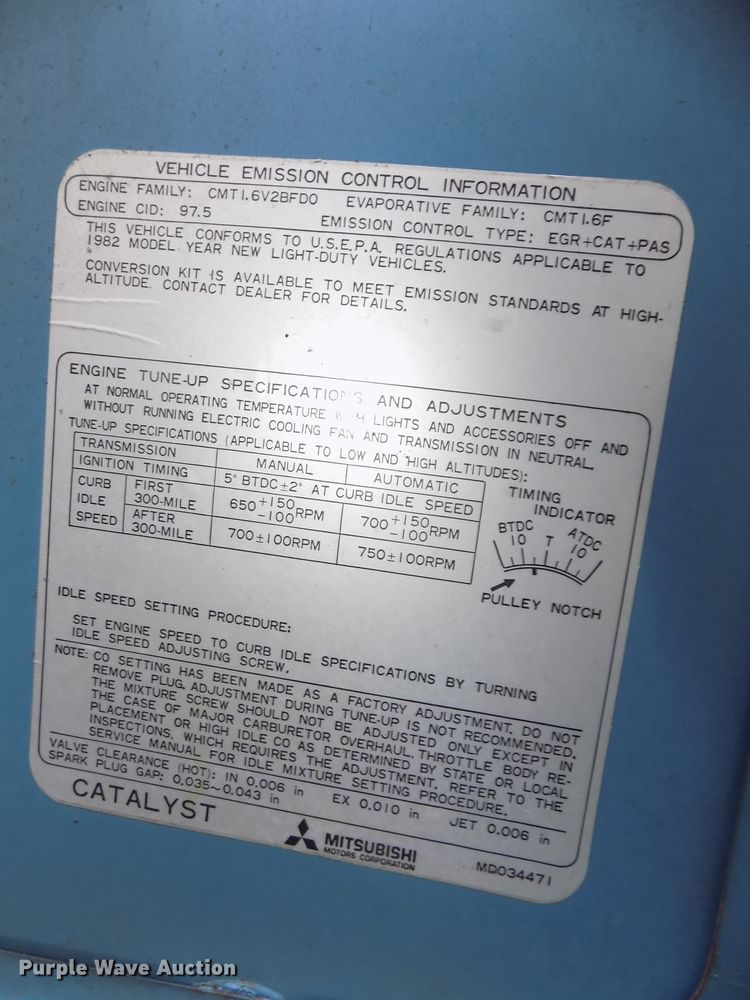 VEHICLE EMISSION CONTROL INFORMATION
ENGINE FAMILY: CMT1.6V2BFD0 EVAPORATIVE FAMILY: CMT1.6F
ENGINE CID: 97.5 EMISSION CONTROL TYPE: EGR+CAT+PAS
THIS VEHICLE CONFORMS TO U.S.E.P.A. REGULATIONS APPLICABLE TO
1982 MODEL YEAR NEW LIGHT-DUTY VEHICLES.
CONVERSION KIT IS AVAILABLE TO MEET EMISSION STANDARDS AT HIGH-
ALTITUDE. CONTACT DEALER FOR DETAILS.
ENGINE TUNE-UP SPECIFICATIONS AND ADJUSTMENTS
AT NORMAL OPERATING TEMPERATURE LIGHTS AND ACCESSORIES OFF AND
WITHOUT RUNNING ELECTRIC COOLING FAN AND TRANSMISSION IN NEUTRAL.
TUNE-UP SPECIFICATIONS (APPLICABLE TO LOW AND HIGH ALTITUDES):
TRANSMISSION MANUAL AUTOMATIC
IGNITION TIMING 5° BTDC±2° AT CURB IDLE SPEED
CURB IDLE SPEED
FIRST 300-MILE 650 +150 -100 RPM 700 +150 -100 RPM
AFTER 300-MILE 700±100RPM 750±100RPM
TIMING
INDICATOR
BTDC ATDC
10 T 10
PULLEY NOTCH
IDLE SPEED SETTING PROCEDURE:
SET ENGINE SPEED TO CURB IDLE SPECIFICATIONS BY TURNING
IDLE SPEED ADJUSTING SCREW.
NOTE: CO SETTING HAS BEEN MADE AS A FACTORY ADJUSTMENT. DO NOT
REMOVE PLUG. ADJUSTMENT DURING TUNE-UP IS NOT RECOMMENDED.
THE MIXTURE SCREW SHOULD NOT BE ADJUSTED ONLY EXCEPT IN
THE CASE OF MAJOR CARBURETOR OVERHAUL, THROTTLE BODY RE-
PLACEMENT OR HIGH IDLE CO AS DETERMINED BY STATE OR LOCAL
INSPECTIONS, WHICH REQUIRES THE ADJUSTMENT. REFER TO THE
SERVICE MANUAL FOR IDLE MIXTURE SETTING PROCEDURE.
VALVE CLEARANCE (HOT): IN 0.006 in EX 0.010 in JET 0.006 in
SPARK PLUG GAP: 0.035~0.043 in
CATALYST
MITSUBISHI
MOTORS CORPORATION
MD034471
Purple Wave Auction